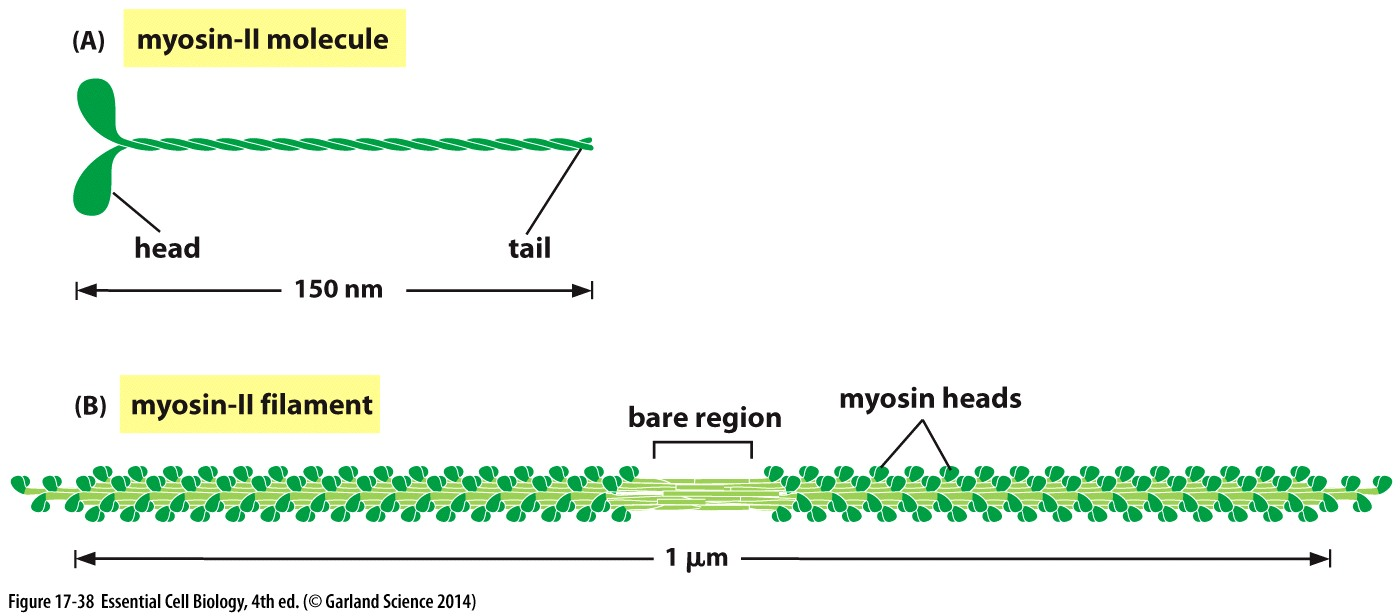 (A) myosin-II molecule
head
tail
150 nm
(B) myosin-II filament
bare region
myosin heads
1 μm
Figure 17-38 Essential Cell Biology, 4th ed. (© Garland Science 2014)